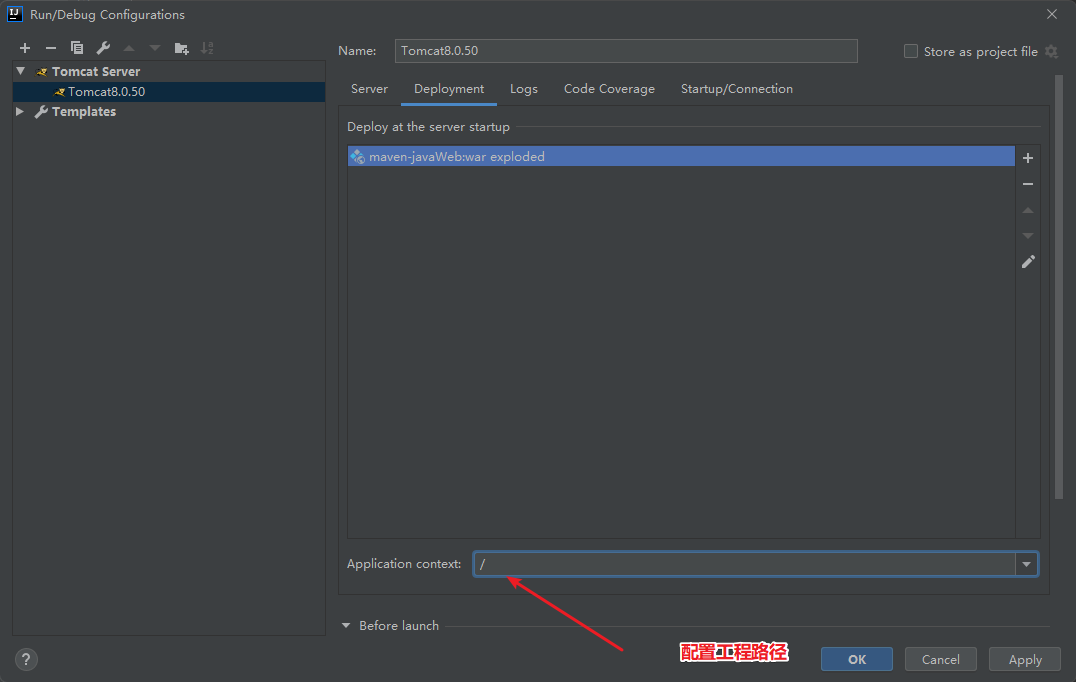 Run/Debug Configurations
Name: Tomcat8.0.50 Store as project file
Tomcat Server
Tomcat8.0.50
Templates
Server Deployment Logs Code Coverage Startup/Connection
Deploy at the server startup
maven-javaWeb:war exploded
Application context: /
Before launch
配置工程路径
? OK Cancel Apply